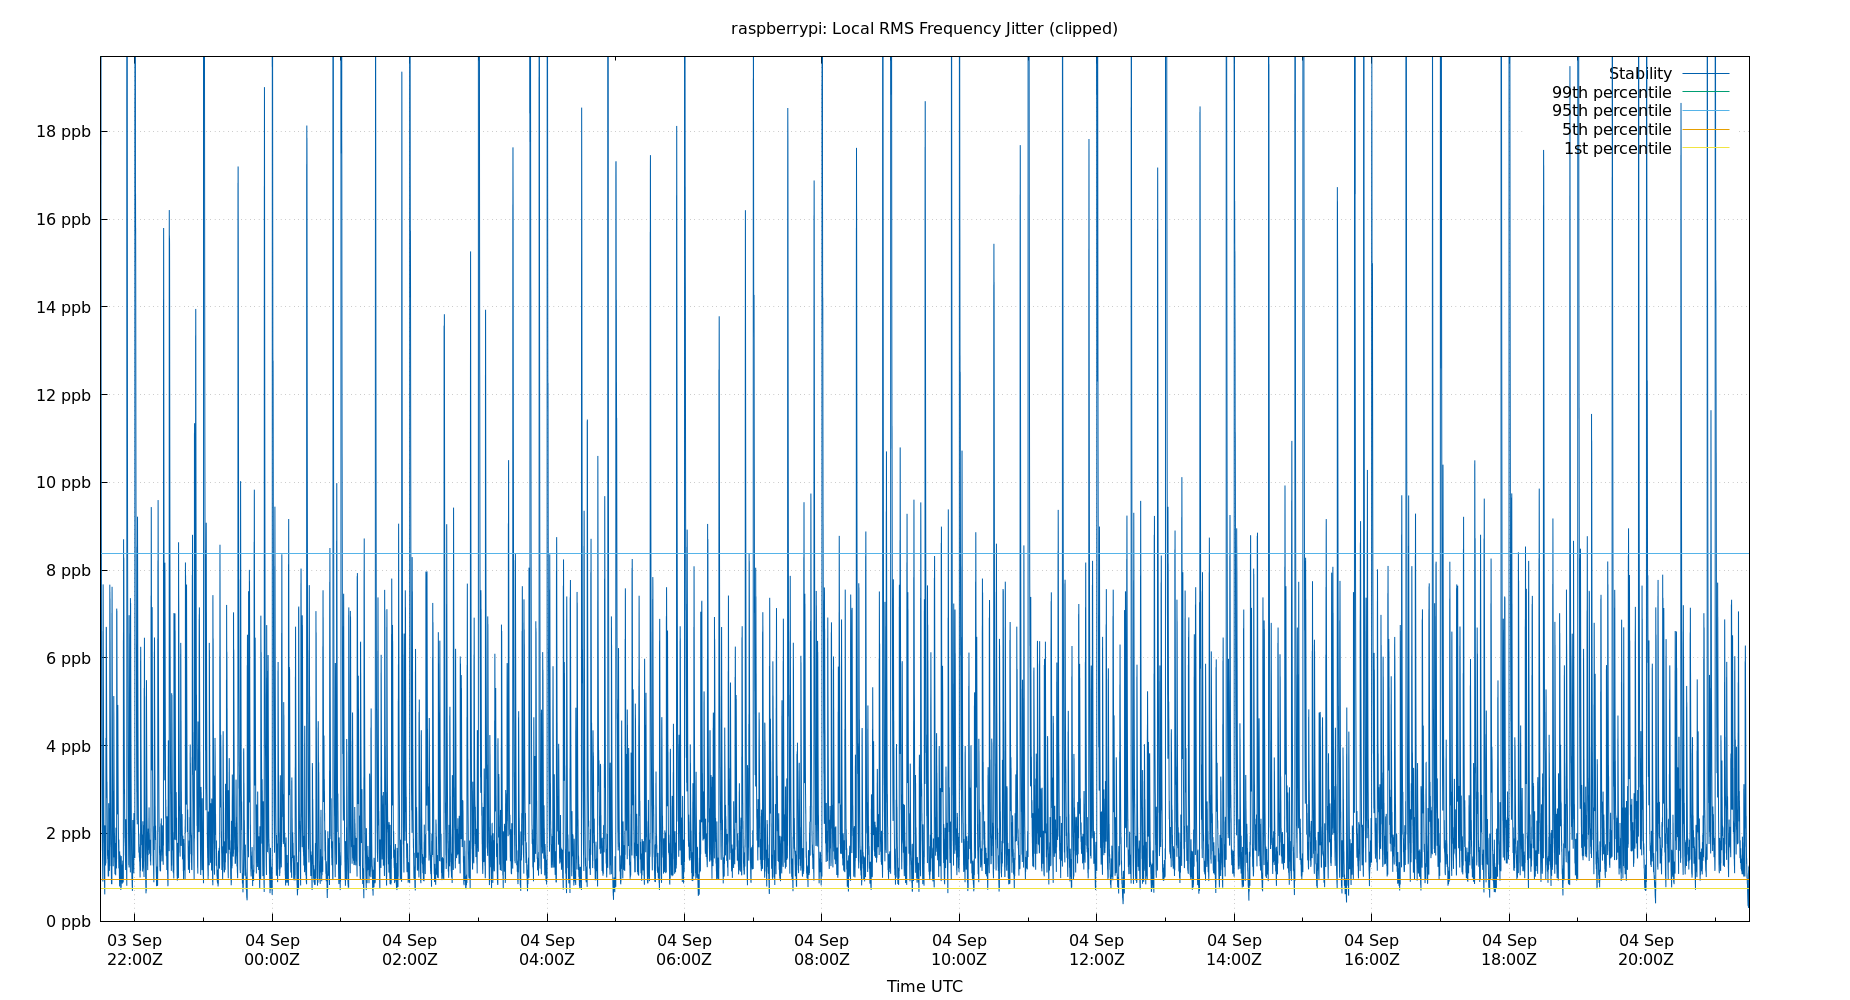 raspberrypi: Local RMS Frequency Jitter (clipped)
Stability
99th percentile
95th percentile
5th percentile
1st percentile
18 ppb
16 ppb
14 ppb
12 ppb
10 ppb
8 ppb
6 ppb
4 ppb
2 ppb
0 ppb
03 Sep 04 Sep 04 Sep 04 Sep 04 Sep 04 Sep 04 Sep 04 Sep 04 Sep 04 Sep 04 Sep 04 Sep
22:00Z 00:00Z 02:00Z 04:00Z 06:00Z 08:00Z 10:00Z 12:00Z 14:00Z 16:00Z 18:00Z 20:00Z
Time UTC